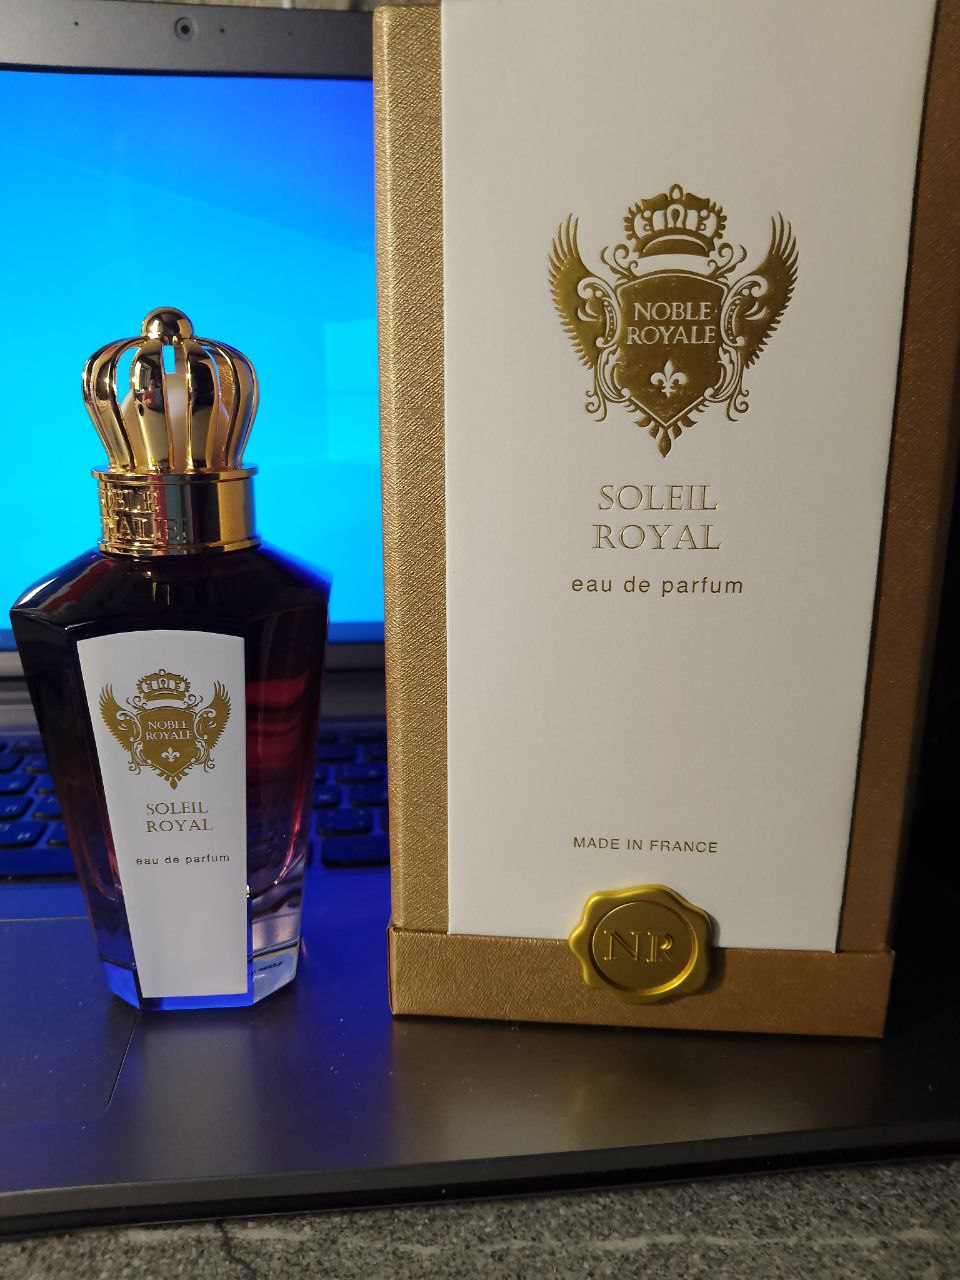 NOBLE
ROYALE
SOLEIL
ROYAL
eau de parfum
MADE IN FRANCE
NR
NOBLE
ROYALE
SOLEIL
ROYAL
eau de parfum